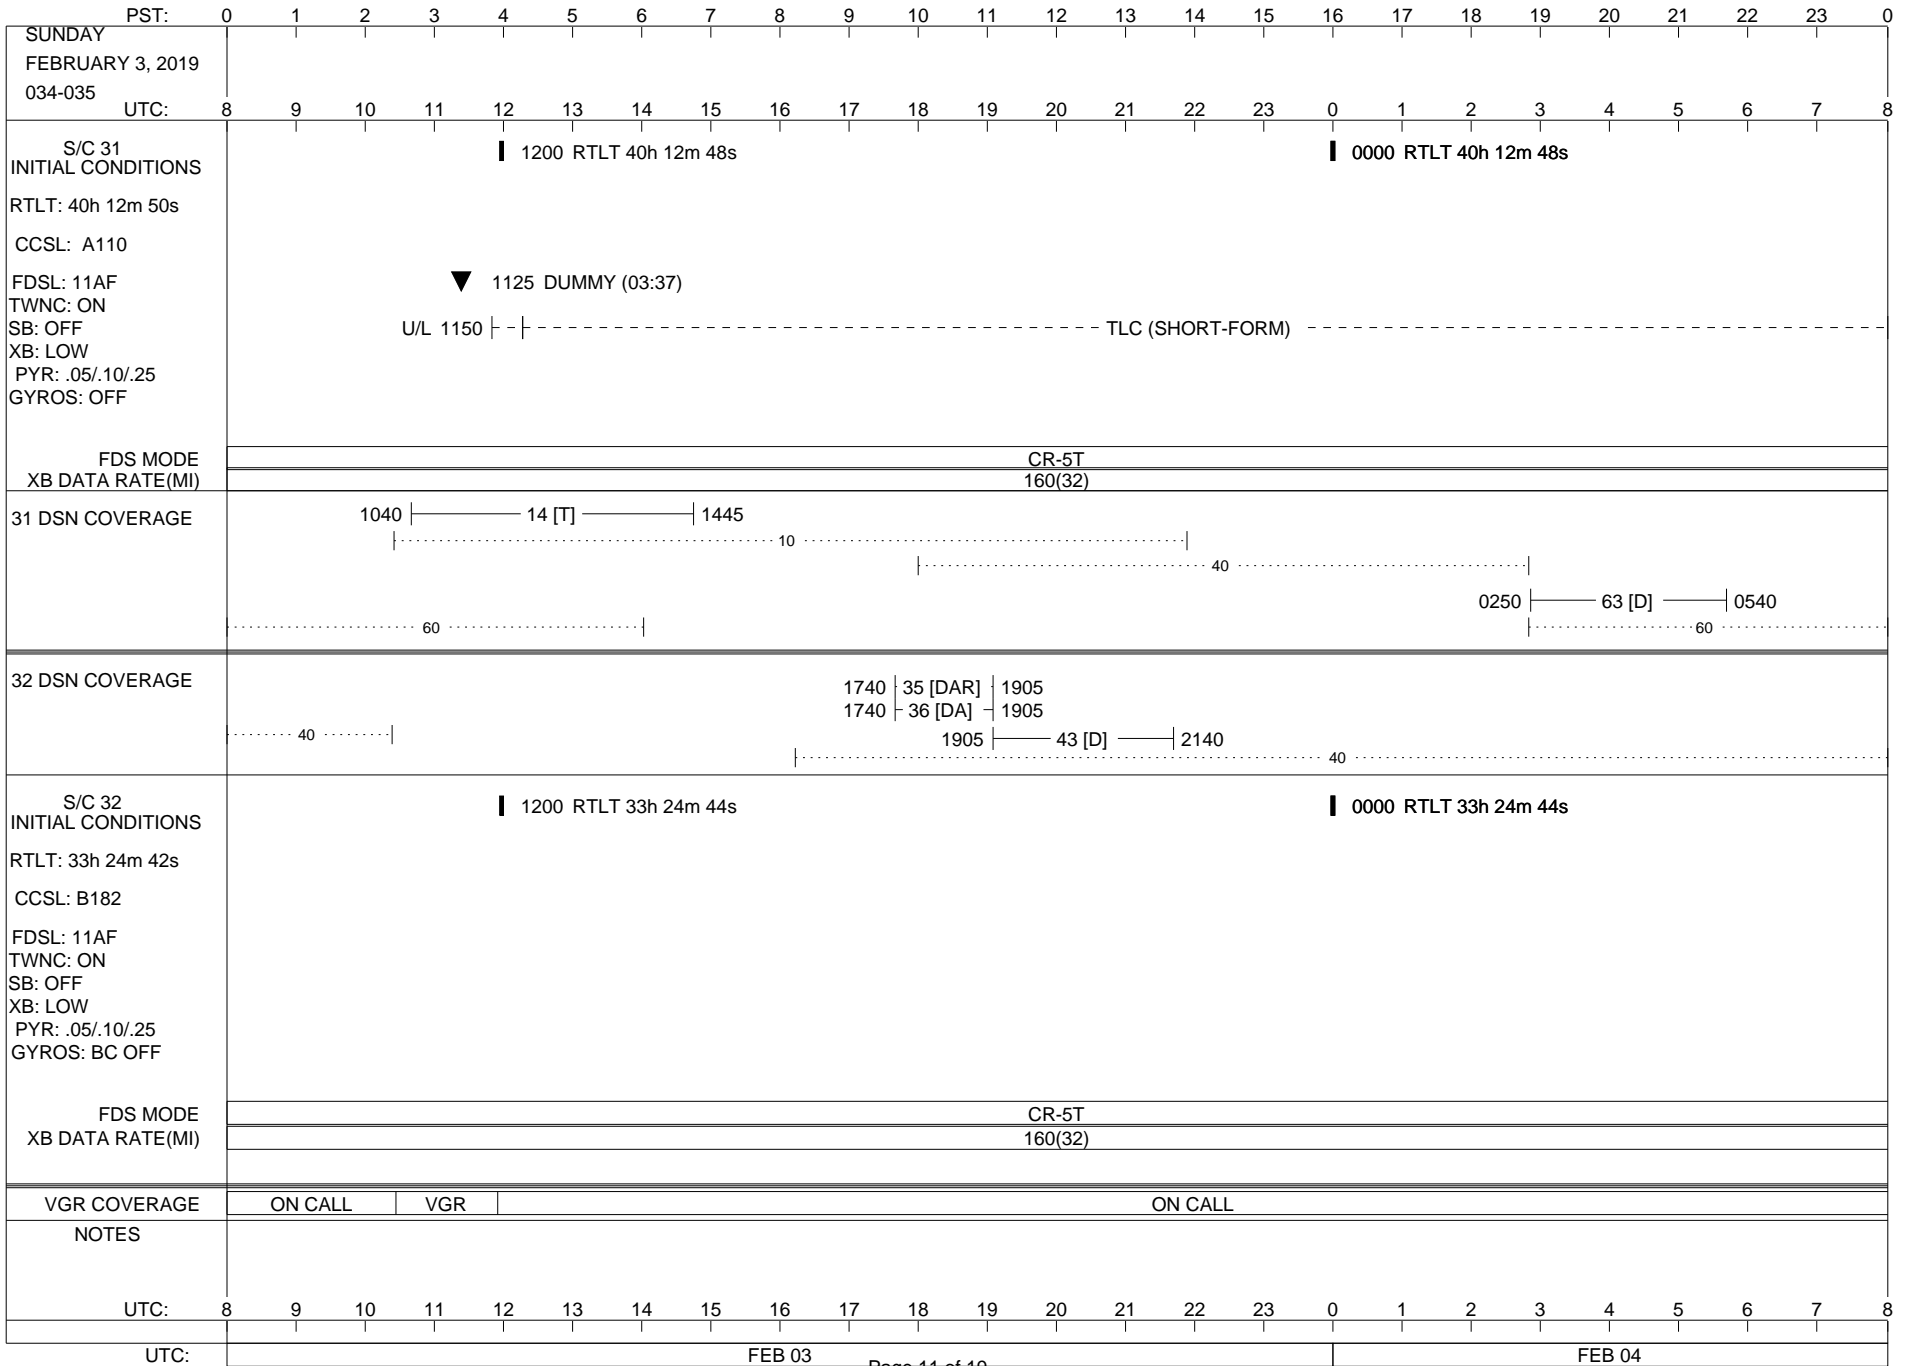 PST: 0 1 2 3 4 5 6 7 8 9 10 11 12 13 14 15 16 17 18 19 20 21 22 23 0
SUNDAY
FEBRUARY 3, 2019
034-035
UTC: 8 9 10 11 12 13 14 15 16 17 18 19 20 21 22 23 0 1 2 3 4 5 6 7 8
S/C 31
INITIAL CONDITIONS
1200 RTLT 40h 12m 48s
0000 RTLT 40h 12m 48s
RTLT: 40h 12m 50s
CCSL: A110
FDSL: 11AF
1125 DUMMY (03:37)
TWNC: ON
SB: OFF
U/L 1150
TLC (SHORT-FORM)
XB: LOW
PYR: .05/.10/.25
GYROS: OFF
FDS MODE
CR-5T
XB DATA RATE(MI)
160(32)
31 DSN COVERAGE
1040 14 [T] 1445
10
40
0250 63 [D] 0540
60
60
32 DSN COVERAGE
1740 35 [DAR] 1905
1740 36 [DA] 1905
40
1905 43 [D] 2140
40
S/C 32
INITIAL CONDITIONS
1200 RTLT 33h 24m 44s
0000 RTLT 33h 24m 44s
RTLT: 33h 24m 42s
CCSL: B182
FDSL: 11AF
TWNC: ON
SB: OFF
XB: LOW
PYR: .05/.10/.25
GYROS: BC OFF
FDS MODE
CR-5T
XB DATA RATE(MI)
160(32)
VGR COVERAGE
ON CALL VGR ON CALL
NOTES
UTC: 8 9 10 11 12 13 14 15 16 17 18 19 20 21 22 23 0 1 2 3 4 5 6 7 8
UTC: FEB 03 FEB 04
Page 11 of